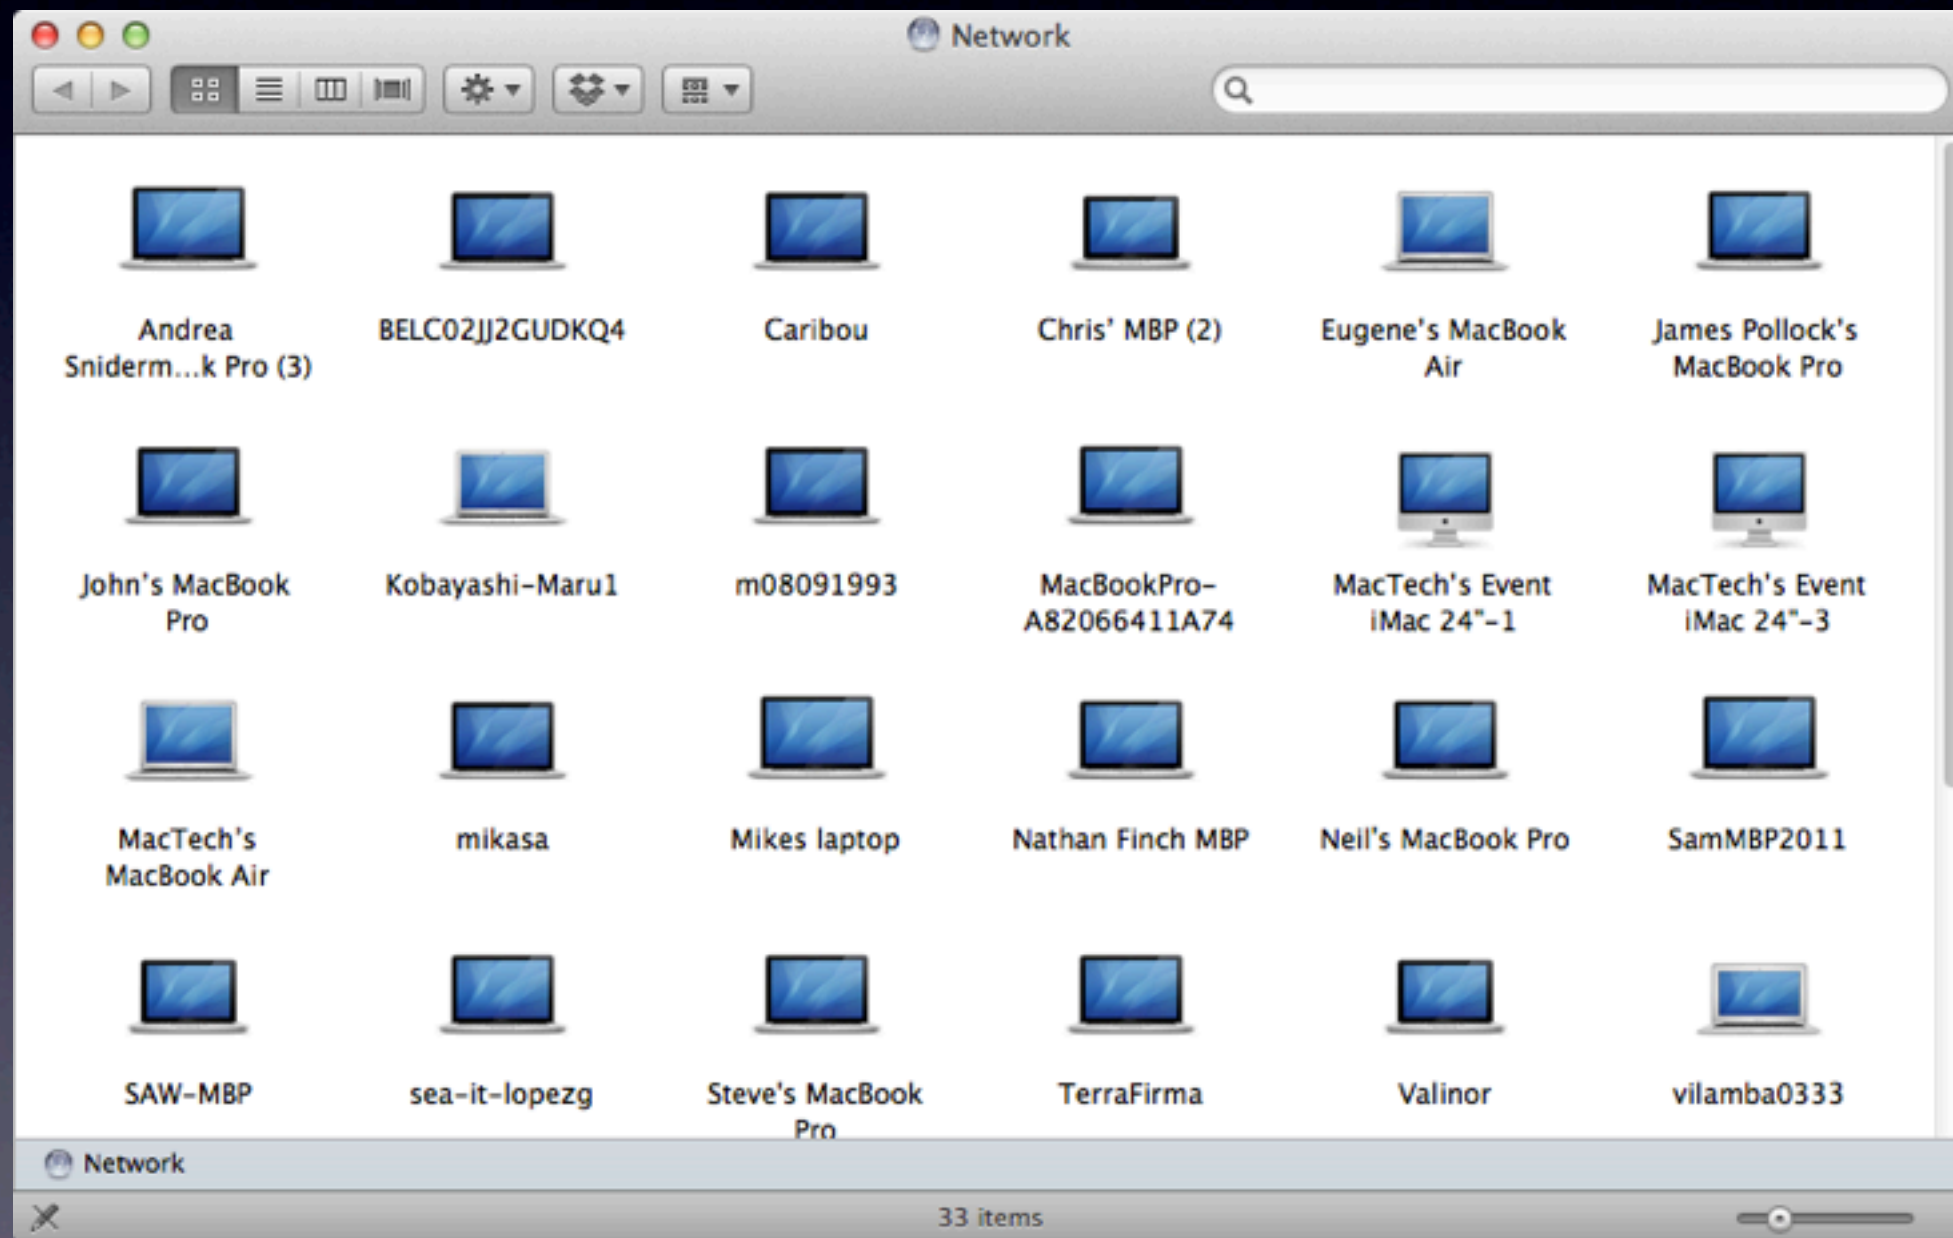 Network
Andrea
Sniderm...k Pro (3)
BELC02JJ2GUDKQ4
Caribou
Chris’ MBP (2)
Eugene's MacBook
Air
James Pollock's
MacBook Pro
John's MacBook
Pro
Kobayashi-Maru1
m08091993
MacBookPro-
A82066411A74
MacTech's Event
iMac 24"-1
MacTech's Event
iMac 24"-3
MacTech's
MacBook Air
mikasa
Mikes laptop
Nathan Finch MBP
Neil's MacBook Pro
SamMBP2011
SAW-MBP
sea-it-lopezg
Steve's MacBook
Pro
TerraFirma
Valinor
vilamba0333
Network
33 items